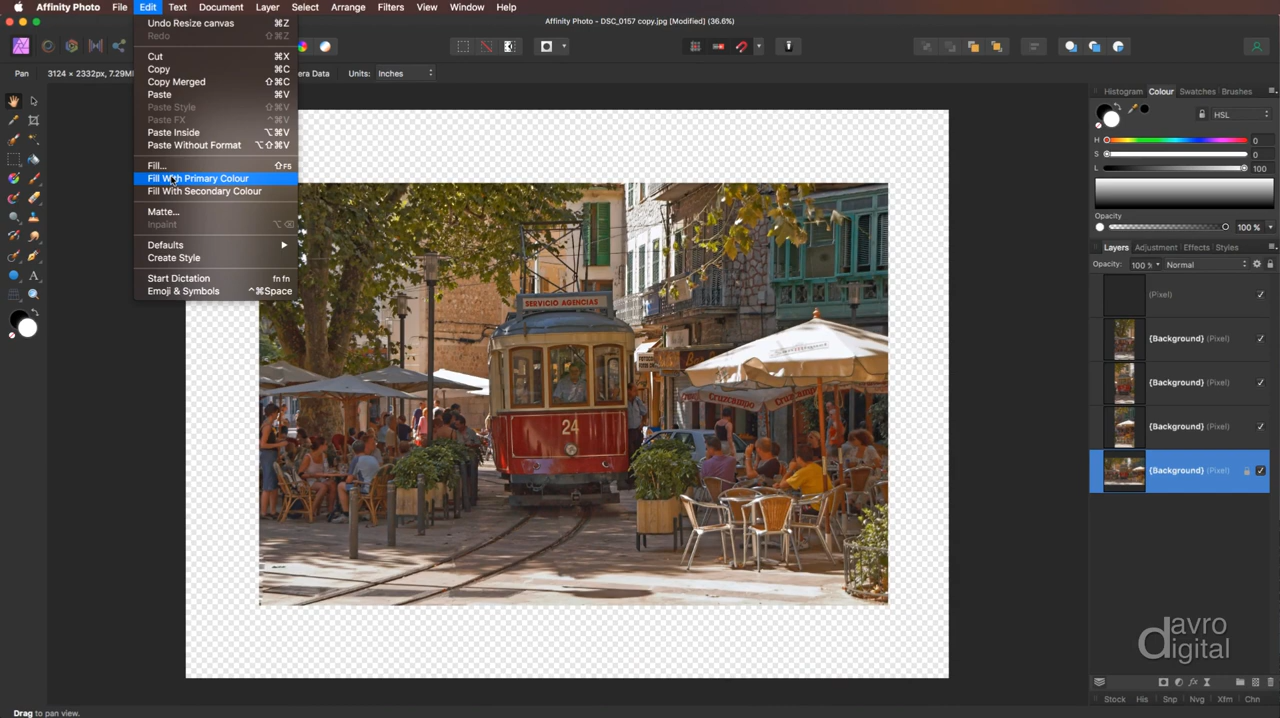 Affinity Photo File Edit Text Document Layer Select Arrange Filters View Window Help
Affinity Photo - DSC_0157 copy.jpg [Modified] (36.6%)
Pan 3124 × 2332px, 7.29M era Data Units: Inches
Undo Resize canvas ⌘Z
Redo ⇧⌘Z
Cut ⌘X
Copy ⌘C
Copy Merged ⇧⌘C
Paste ⌘V
Paste Style ⇧⌘V
Paste FX ^⌘V
Paste Inside ⌥⌘V
Paste Without Format ⌥⇧⌘V
Fill... ⇧F5
Fill With Primary Colour
Fill With Secondary Colour
Matte...
Inpaint ⌥⌫
Defaults
Create Style
Start Dictation fn fn
Emoji & Symbols ^⌘Space
SERVICIO AGENCIAS
24
Cruzcampo
Cruzcampo
Histogram Colour Swatches Brushes
HSL
H 0
S 0
L 100
Opacity
100 %
Layers Adjustment Effects Styles
Opacity: 100 % Normal
(Pixel)
{Background} (Pixel)
{Background} (Pixel)
{Background} (Pixel)
{Background} (Pixel)
davro
digital
Stock His Snp Nvg Xfm Chn
Drag to pan view.